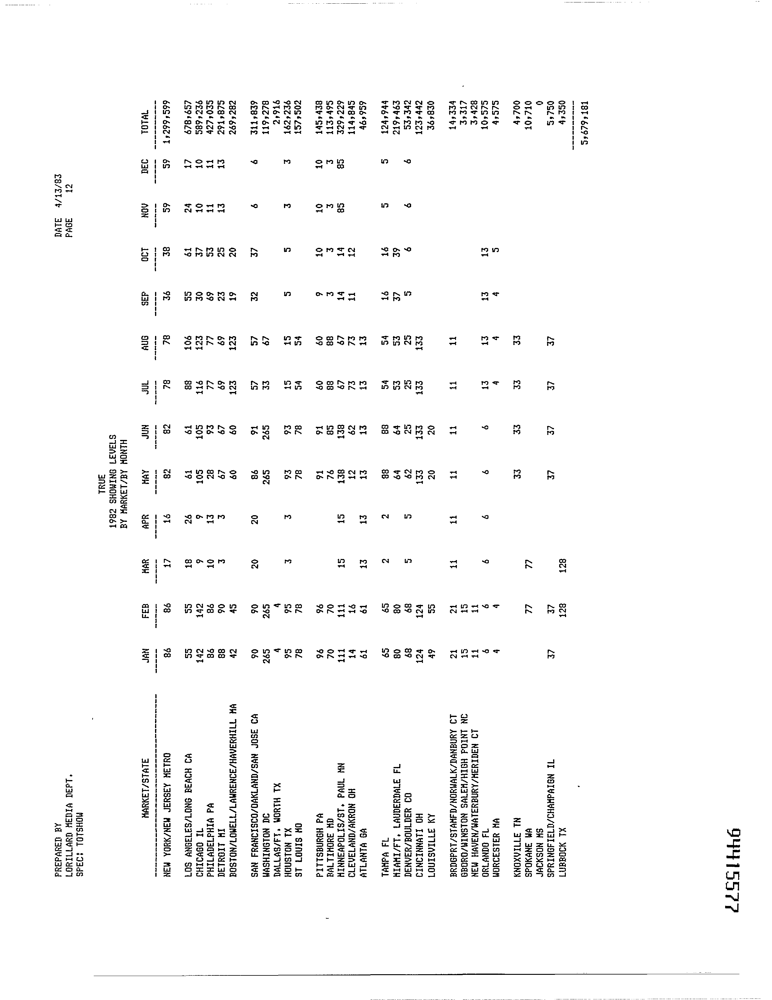 PREPARED BY
LORILLARD MEDIA DEPT.
SPEC: TOTSHOW
DATE 4/13/83
PAGE 12
TRUE
1982 SHOWING LEVELS
BY MARKET/BY MONTH
MARKET/STATE JAN FEB MAR APR MAY JUN JUL AUG SEP OCT NOV DEC TOTAL
NEW YORK/NEW JERSEY METRO 86 86 17 16 82 82 78 78 36 38 59 59 1,299,599
LOS ANGELES/LONG BEACH CA 55 55 18 26 61 61 88 106 55 61 24 17 678,657
CHICAGO IL 142 142 9 9 105 105 116 123 30 37 10 10 589,236
PHILADELPHIA PA 86 86 10 13 28 93 77 77 69 53 11 11 427,035
DETROIT MI 88 90 3 3 67 67 69 69 23 25 13 13 291,875
BOSTON/LOWELL/LAWRENCE/HAVERHILL MA 42 45 60 60 123 123 19 20 269,282
SAN FRANCISCO/OAKLAND/SAN JOSE CA 90 90 20 20 86 91 57 57 32 37 6 6 311,839
WASHINGTON DC 265 265 265 265 33 67 119,278
DALLAS/FT. WORTH TX 4 4 2,916
HOUSTON TX 95 95 3 3 93 93 15 15 5 5 3 3 162,236
ST LOUIS MO 78 78 78 78 54 54 157,502
PITTSBURGH PA 96 96 91 91 60 60 9 10 10 10 145,438
BALTIMORE MD 70 70 76 85 88 88 3 3 3 3 113,495
MINNEAPOLIS/ST. PAUL MN 111 111 15 15 138 138 67 67 14 14 85 85 329,229
CLEVELAND/AKRON OH 14 16 12 62 73 73 11 12 114,845
ATLANTA GA 61 61 13 13 13 13 13 13 46,959
TAMPA FL 65 65 2 2 88 88 54 54 16 16 5 5 124,944
MIAMI/FT. LAUDERDALE FL 80 80 64 64 53 53 37 39 219,463
DENVER/BOULDER CO 68 68 5 5 62 25 25 25 5 6 6 6 53,342
CINCINNATI OH 124 124 133 133 133 133 123,442
LOUISVILLE KY 49 55 20 20 36,830
BRDGPRT/STAMFD/NORWALK/DANBURY CT 21 21 11 11 11 11 11 11 14,334
GBORO/WINSTON SALEM/HIGH POINT NC 15 15 3,317
NEW HAVEN/WATERBURY/MERIDEN CT 11 11 3,428
ORLANDO FL 6 6 6 6 6 6 13 13 13 13 10,575
WORCESTER MA 4 4 4 4 4 5 4,575
KNOXVILLE TN 33 33 33 33 4,700
SPOKANE WA 77 77 10,710
JACKSON MS 0
SPRINGFIELD/CHAMPAIGN IL 37 37 37 37 37 37 5,750
LUBBOCK TX 128 128 4,350
5,679,181
94415577